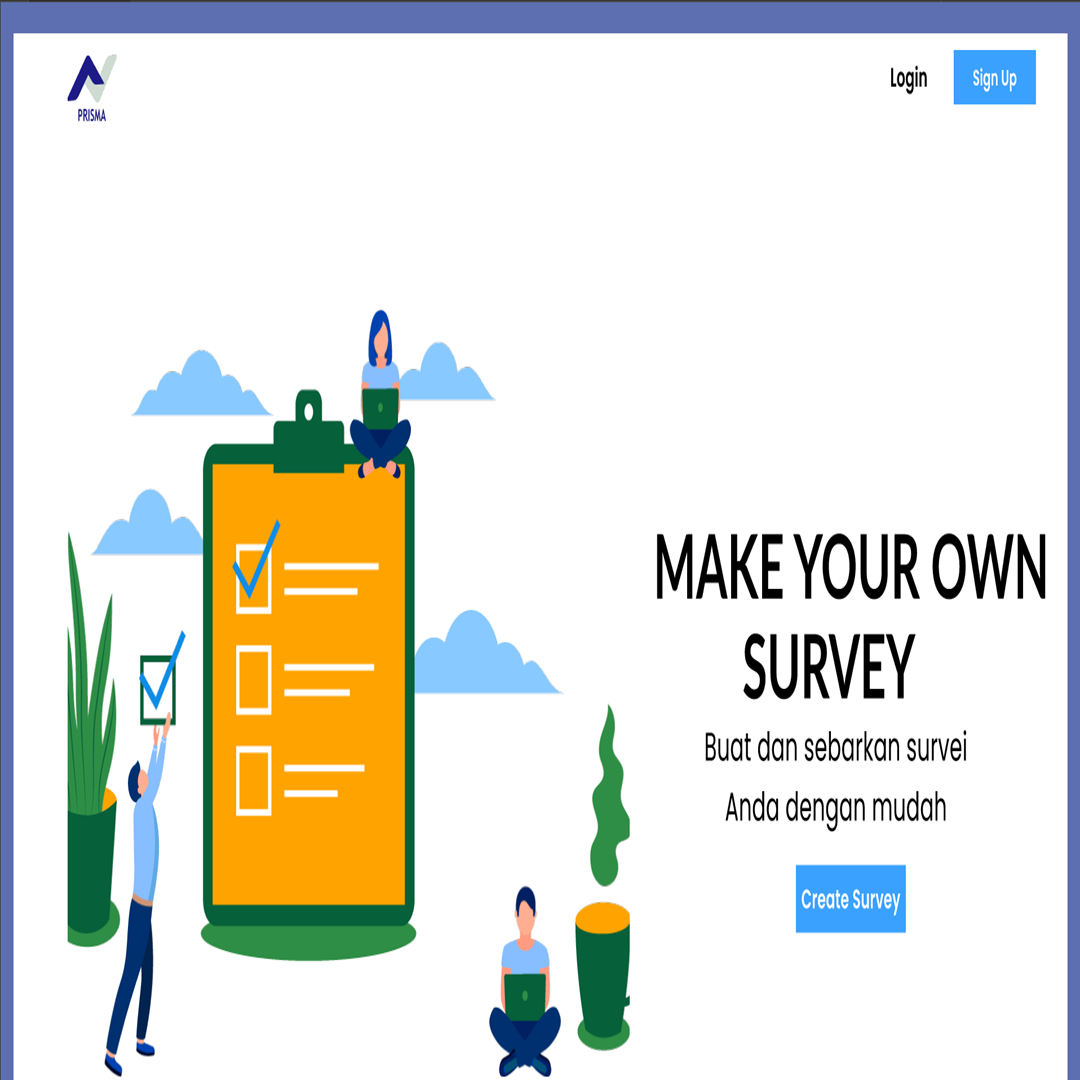 PRISMA
Login
Sign Up
MAKE YOUR OWN
SURVEY
Buat dan sebarkan survei
Anda dengan mudah
Create Survey